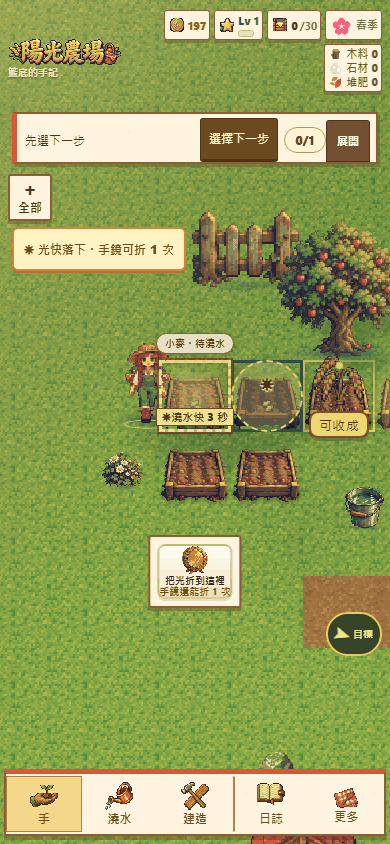 197
Lv 1
0/30
春季
陽光農場
籃底的手記
木料 0
石材 0
堆肥 0
先選下一步
選擇下一步
0/1
展開
+
全部
光快落下・手鏡可折 1 次
小麥・待澆水
澆水快 3 秒
可收成
把光折到這裡
手鏡還能折 1 次
目標
手
澆水
建造
日誌
更多